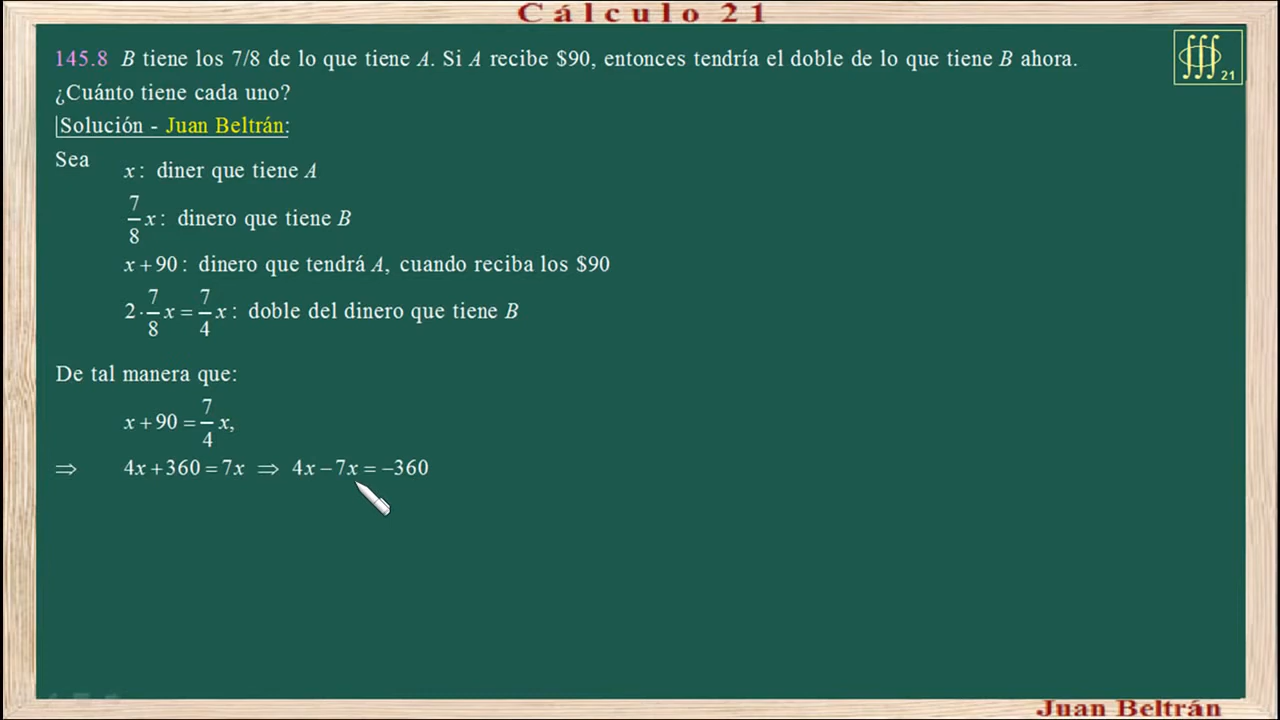 Cálculo 21
145.8 B tiene los 7/8 de lo que tiene A. Si A recibe $90, entonces tendría el doble de lo que tiene B ahora.
¿Cuánto tiene cada uno?
21
Solución - Juan Beltrán:
Sea
x: diner que tiene A
7/8 x: dinero que tiene B
x + 90: dinero que tendrá A, cuando reciba los $90
2 · 7/8 x = 7/4 x: doble del dinero que tiene B
De tal manera que:
x + 90 = 7/4 x,
⇒ 4x + 360 = 7x ⇒ 4x − 7x = −360
Juan Beltrán